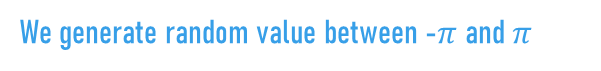 We generate random value between -𝜋 and 𝜋